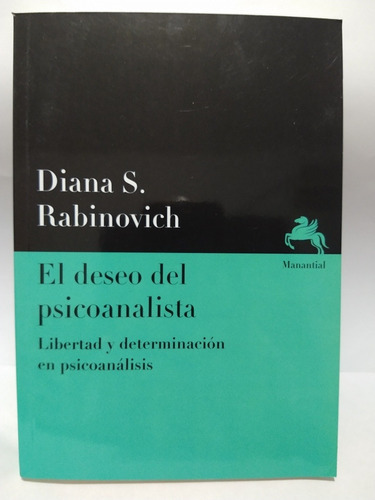 Diana S.
Rabinovich
Manantial
El deseo del
psicoanalista
Libertad y determinación
en psicoanálisis